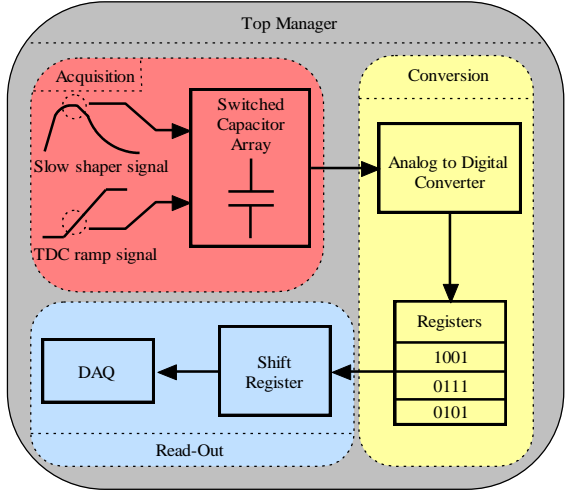 Top Manager
Acquisition
Slow shaper signal
TDC ramp signal
Switched
Capacitor
Array
Conversion
Analog to Digital
Converter
Registers
1001
0111
0101
Shift
Register
DAQ
Read-Out